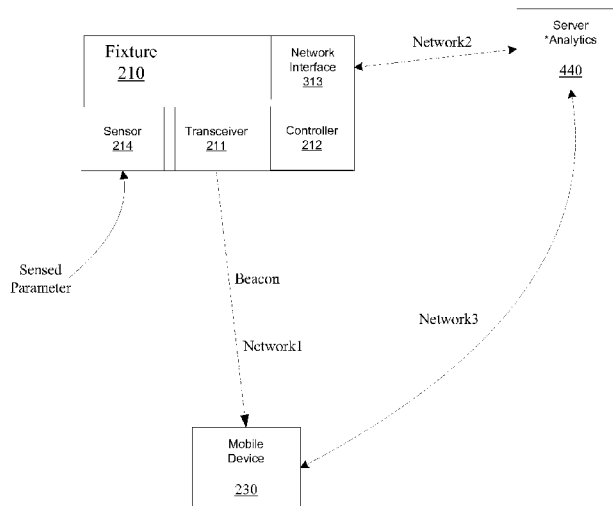 Fixture
210
Network
Interface
313
Sensor
214
Transceiver
211
Controller
212
Network2
Server
*Analytics
440
Sensed
Parameter
Beacon
Network1
Network3
Mobile
Device
230